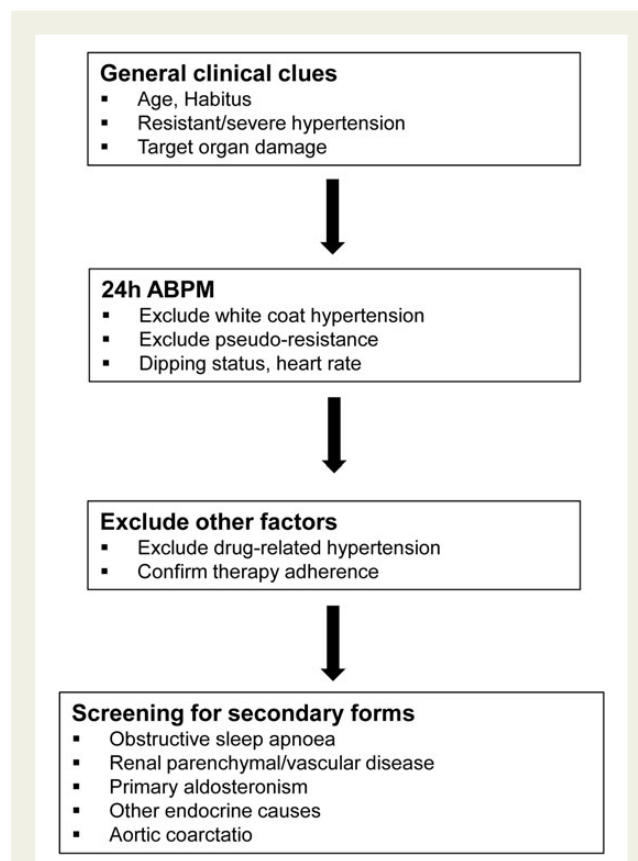 General clinical clues
▪ Age, Habitus
▪ Resistant/severe hypertension
▪ Target organ damage
24h ABPM
▪ Exclude white coat hypertension
▪ Exclude pseudo-resistance
▪ Dipping status, heart rate
Exclude other factors
▪ Exclude drug-related hypertension
▪ Confirm therapy adherence
Screening for secondary forms
▪ Obstructive sleep apnoea
▪ Renal parenchymal/vascular disease
▪ Primary aldosteronism
▪ Other endocrine causes
▪ Aortic coarctatio